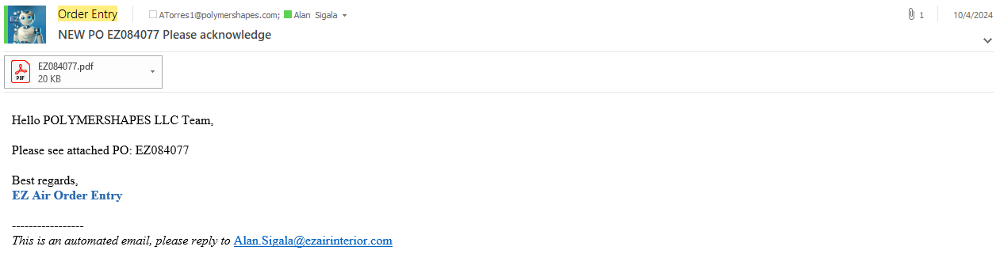 EZ
Order Entry
ATorres1@polymershapes.com; Alan Sigala
1
10/4/2024
NEW PO EZ084077 Please acknowledge
PDF
EZ084077.pdf
20 KB
Hello POLYMERSHAPES LLC Team,
Please see attached PO: EZ084077
Best regards,
EZ Air Order Entry
-----------------
This is an automated email, please reply to Alan.Sigala@ezairinterior.com